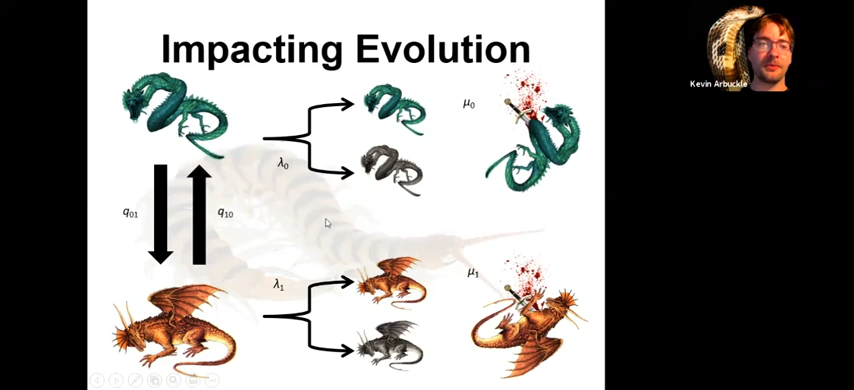 Impacting Evolution
Kevin Arbuckle
μ0
λ0
q01
q10
λ1
μ1